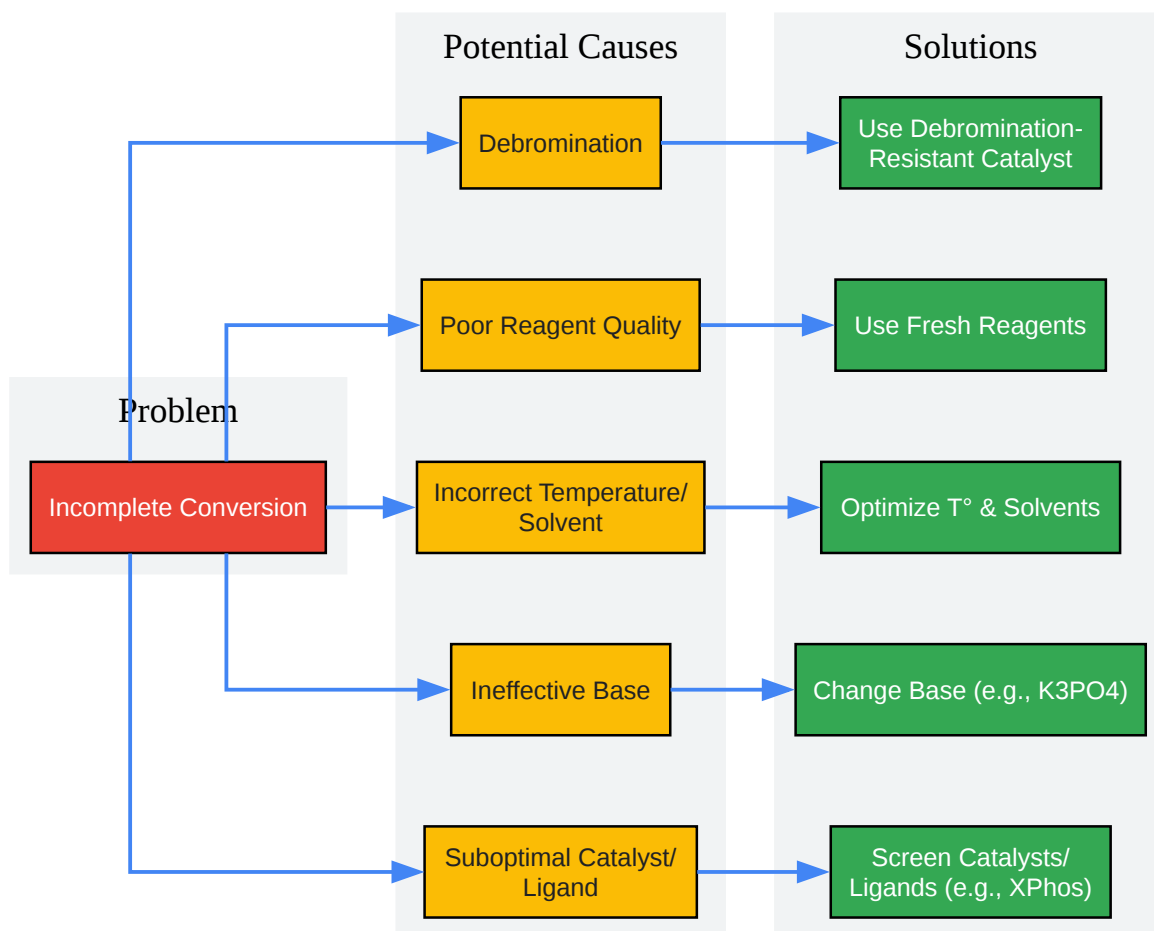 Potential Causes
Solutions
Debromination
Use Debromination-
Resistant Catalyst
Poor Reagent Quality
Use Fresh Reagents
Problem
Incomplete Conversion
Incorrect Temperature/
Solvent
Optimize T° & Solvents
Ineffective Base
Change Base (e.g., K3PO4)
Suboptimal Catalyst/
Ligand
Screen Catalysts/
Ligands (e.g., XPhos)